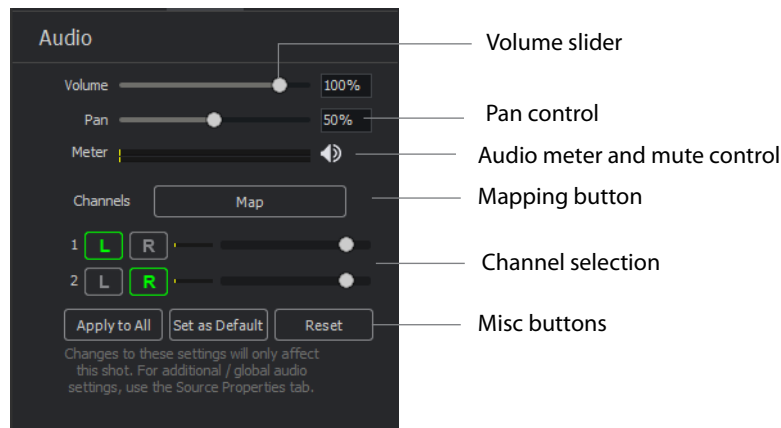 Audio
Volume slider
Volume 100%
Pan 50% Pan control
Meter Audio meter and mute control
Channels Map Mapping button
1 L R
Channel selection
2 L R
Apply to All Set as Default Reset Misc buttons
Changes to these settings will only affect
this shot. For additional / global audio
settings, use the Source Properties tab.